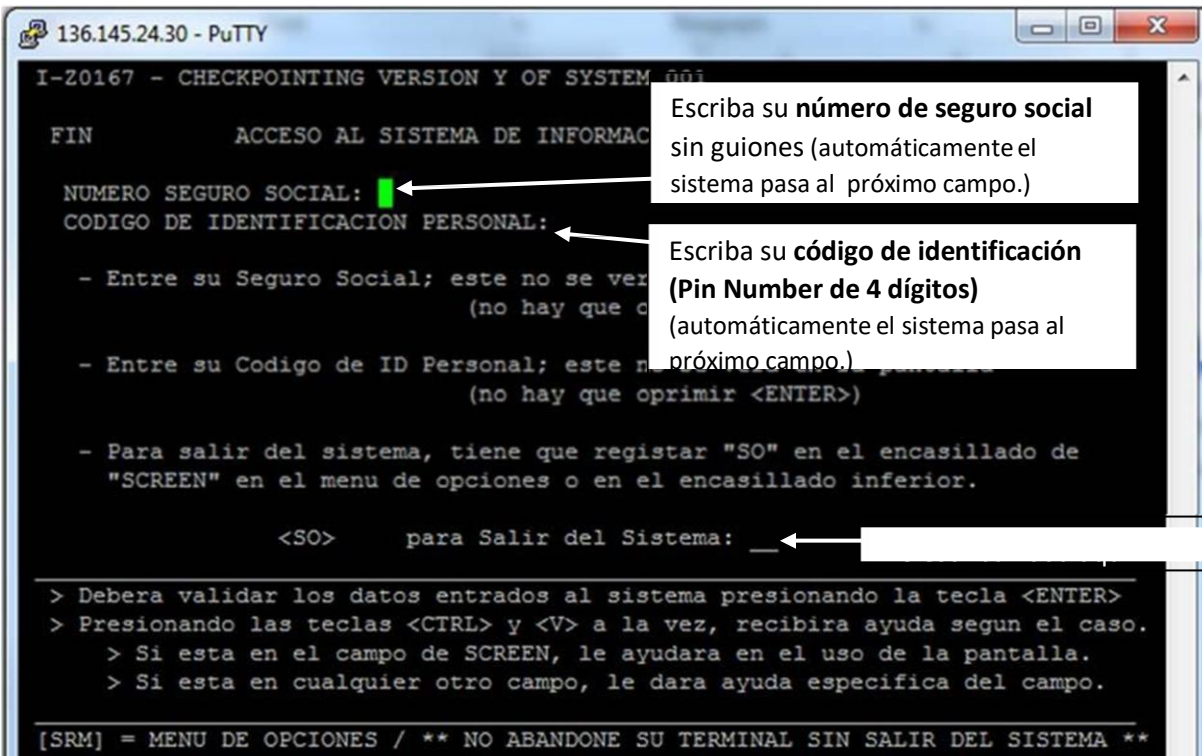 136.145.24.30 - PuTTY
I-Z0167 - CHECKPOINTING VERSION Y OF SYSTEM 001
FIN ACCESO AL SISTEMA DE INFORMAC
Escriba su número de seguro social
sin guiones (automáticamente el
sistema pasa al próximo campo.)
NUMERO SEGURO SOCIAL:
CODIGO DE IDENTIFICACION PERSONAL:
Escriba su código de identificación
(Pin Number de 4 dígitos)
(automáticamente el sistema pasa al
próximo campo.)
- Entre su Seguro Social; este no se ver
(no hay que
- Entre su Codigo de ID Personal; este no se vera en su pantalla
(no hay que oprimir <ENTER>)
- Para salir del sistema, tiene que registrar "SO" en el encasillado de
"SCREEN" en el menu de opciones o en el encasillado inferior.
<SO> para Salir del Sistema: __
> Debera validar los datos entrados al sistema presionando la tecla <ENTER>
> Presionando las teclas <CTRL> y <V> a la vez, recibira ayuda segun el caso.
> Si esta en el campo de SCREEN, le ayudara en el uso de la pantalla.
> Si esta en cualquier otro campo, le dara ayuda especifica del campo.
[SRM] = MENU DE OPCIONES / ** NO ABANDONE SU TERMINAL SIN SALIR DEL SISTEMA **